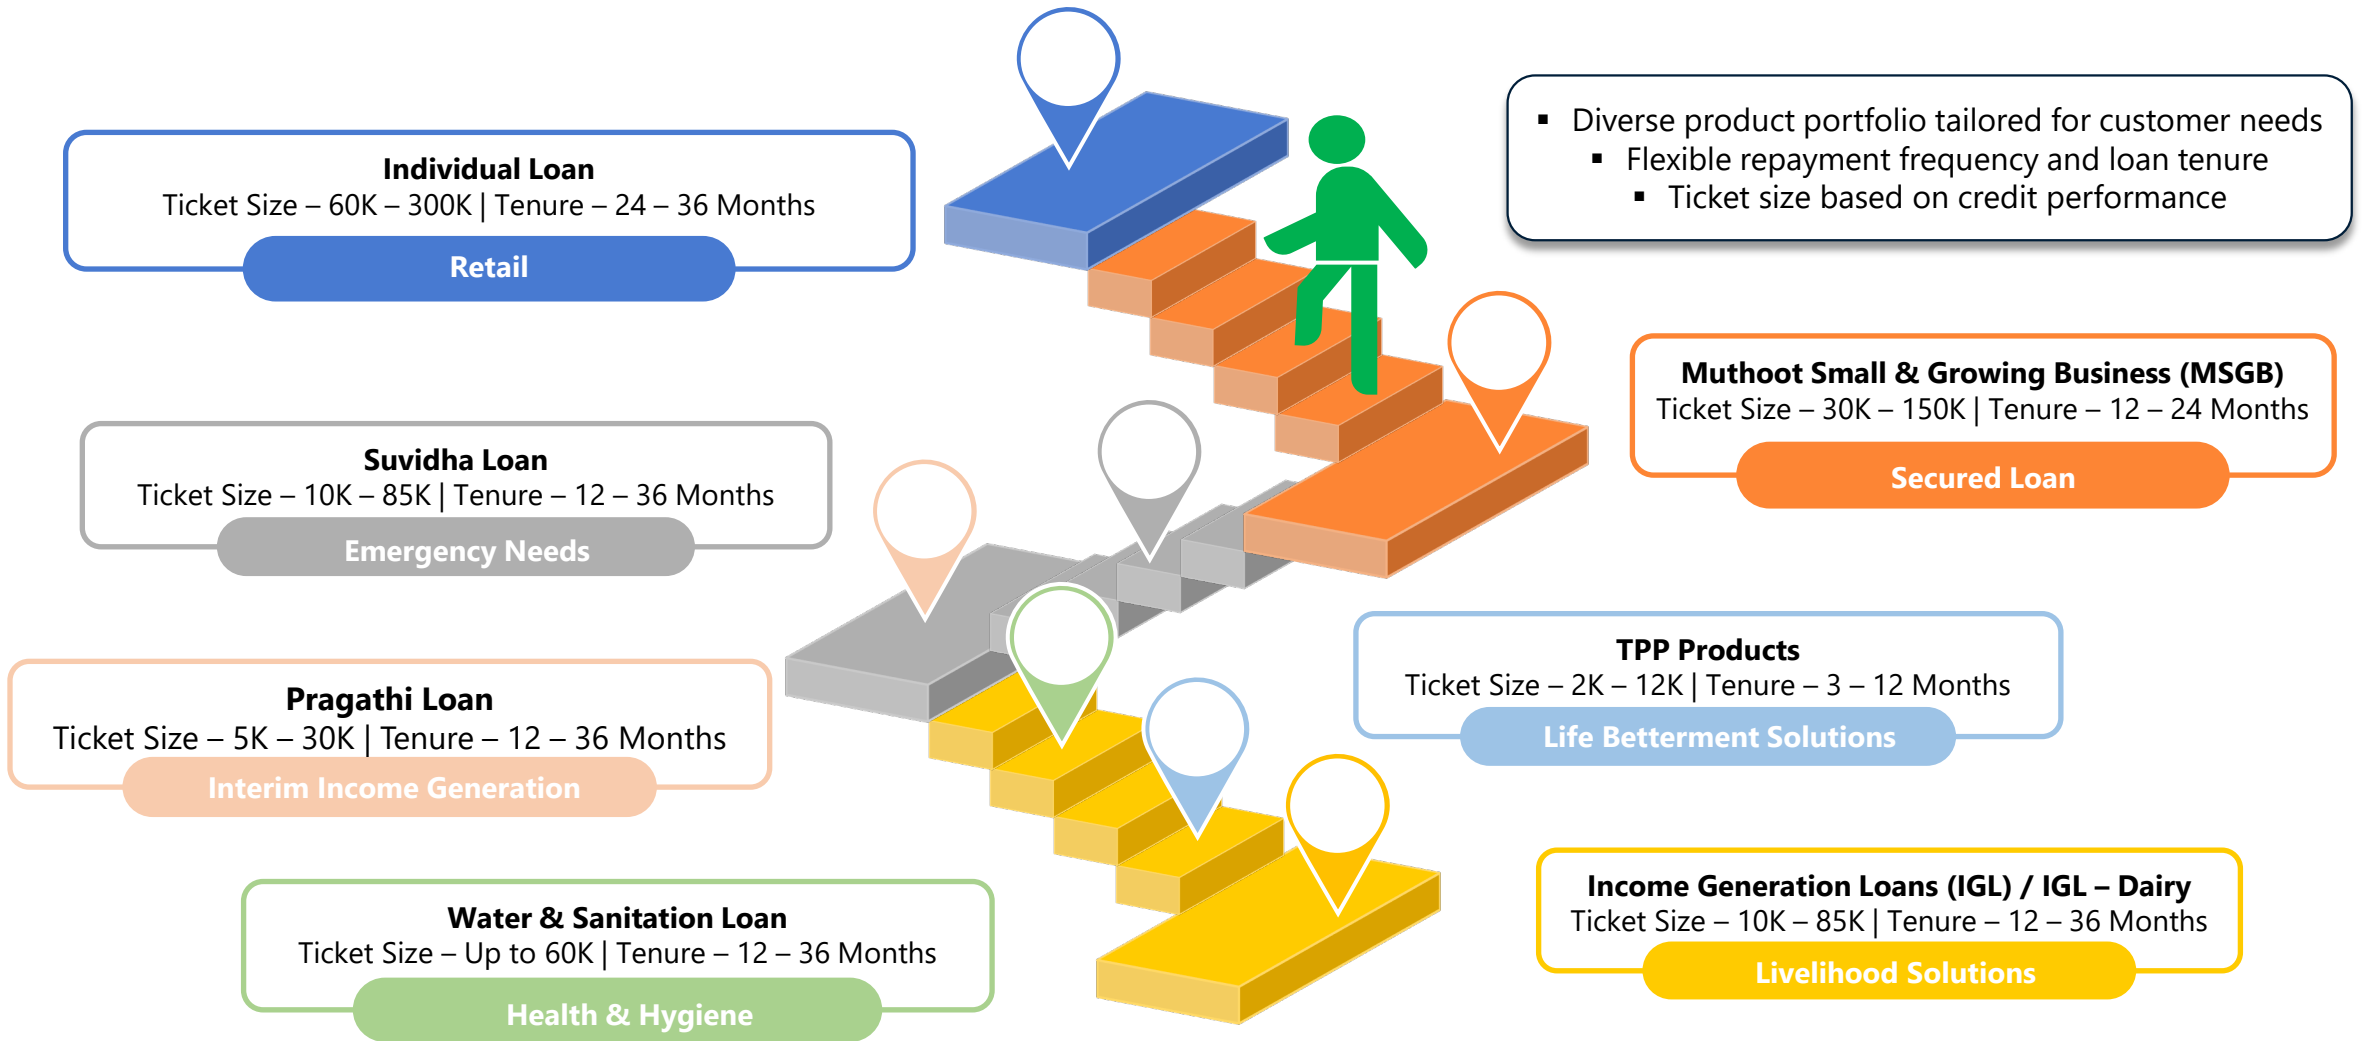 ▪ Diverse product portfolio tailored for customer needs
▪ Flexible repayment frequency and loan tenure
▪ Ticket size based on credit performance
Individual Loan
Ticket Size – 60K – 300K | Tenure – 24 – 36 Months
Retail
Muthoot Small & Growing Business (MSGB)
Ticket Size – 30K – 150K | Tenure – 12 – 24 Months
Secured Loan
Suvidha Loan
Ticket Size – 10K – 85K | Tenure – 12 – 36 Months
Emergency Needs
TPP Products
Ticket Size – 2K – 12K | Tenure – 3 – 12 Months
Life Betterment Solutions
Pragathi Loan
Ticket Size – 5K – 30K | Tenure – 12 – 36 Months
Interim Income Generation
Income Generation Loans (IGL) / IGL – Dairy
Ticket Size – 10K – 85K | Tenure – 12 – 36 Months
Livelihood Solutions
Water & Sanitation Loan
Ticket Size – Up to 60K | Tenure – 12 – 36 Months
Health & Hygiene